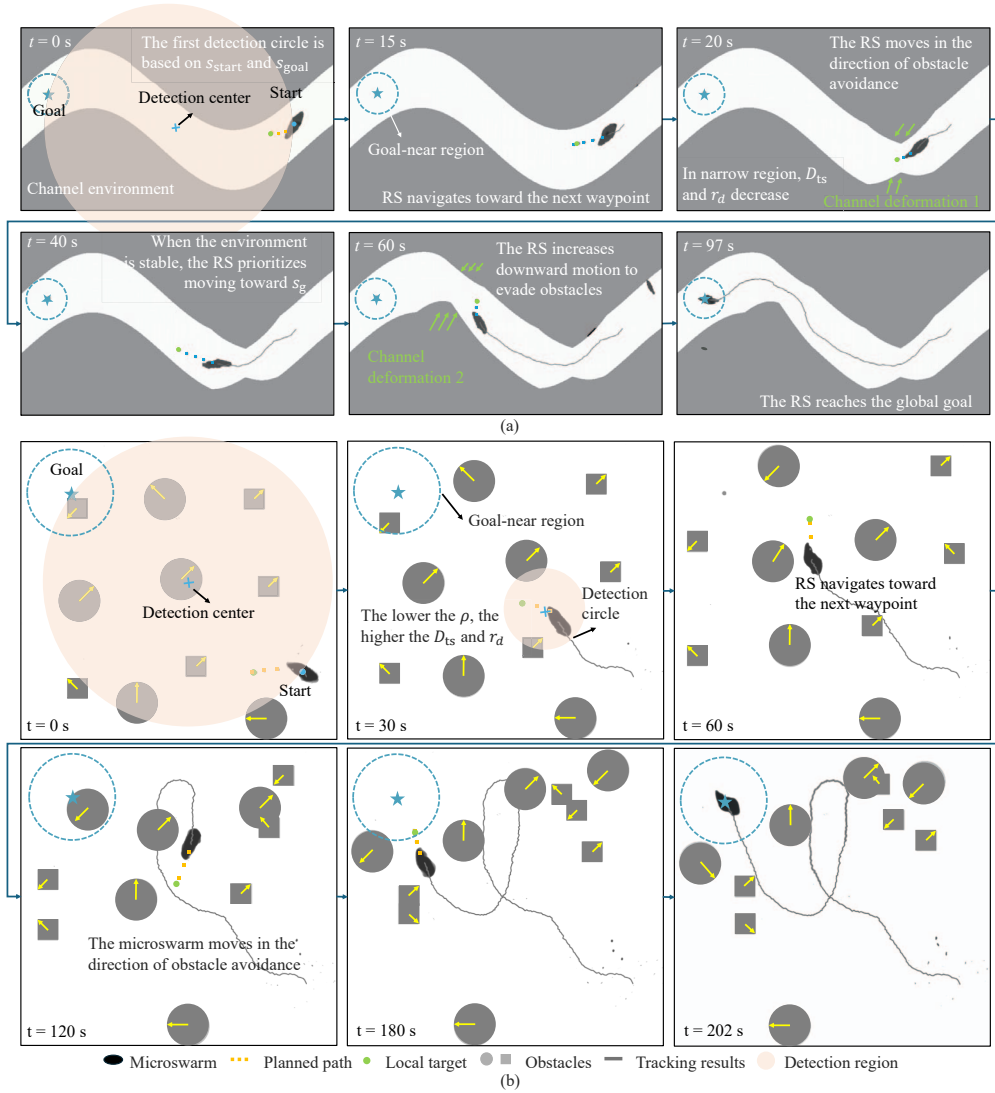 t = 0 s
The first detection circle is
based on s_start and s_goal
Start
Detection center
Goal
Channel environment
t = 15 s
Goal-near region
RS navigates toward the next waypoint
t = 20 s
The RS moves in the
direction of obstacle
avoidance
In narrow region, D_ts
and r_d decrease
Channel deformation 1
t = 40 s
When the environment
is stable, the RS prioritizes
moving toward s_g
t = 60 s
The RS increases
downward motion to
evade obstacles
Channel
deformation 2
t = 97 s
The RS reaches the global goal
(a)
Goal
Detection center
Start
t = 0 s
Goal-near region
Detection
circle
The lower the ρ, the
higher the D_ts and r_d
t = 30 s
RS navigates toward
the next waypoint
t = 60 s
The microswarm moves in the
direction of obstacle avoidance
t = 120 s
t = 180 s
t = 202 s
Microswarm
Planned path
Local target
Obstacles
Tracking results
Detection region
(b)